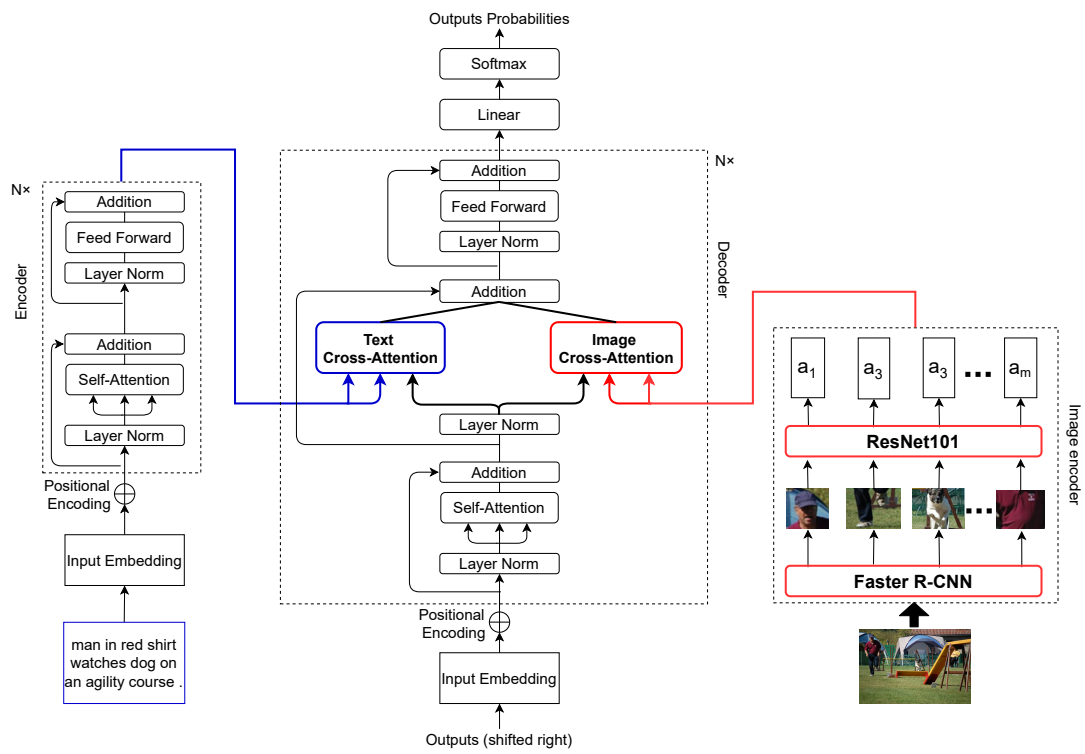 Outputs Probabilities
Softmax
Linear
N×
Addition
Feed Forward
Layer Norm
Addition
Text
Cross-Attention
Image
Cross-Attention
Layer Norm
Addition
Self-Attention
Layer Norm
Decoder
Positional
Encoding
Input Embedding
Outputs (shifted right)
N×
Addition
Feed Forward
Layer Norm
Addition
Self-Attention
Layer Norm
Encoder
Positional
Encoding
Input Embedding
man in red shirt
watches dog on
an agility course .
a1 a3 a3 ... am
ResNet101
...
Faster R-CNN
Image encoder